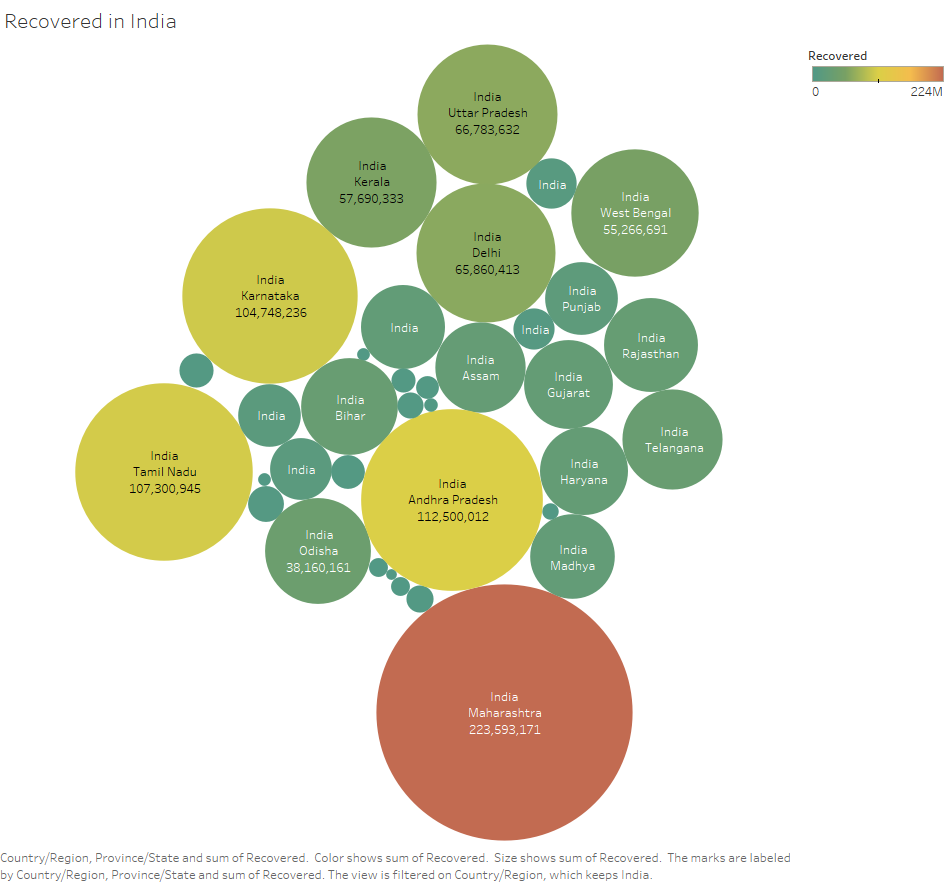 Recovered in India
Recovered
0
224M
India
Uttar Pradesh
66,783,632
India
Kerala
57,690,333
India
India
West Bengal
55,266,691
India
Delhi
65,860,413
India
Karnataka
104,748,236
India
Punjab
India
India
India
Rajasthan
India
Assam
India
Gujarat
India
Bihar
India
India
Telangana
India
Tamil Nadu
107,300,945
India
India
Andhra Pradesh
112,500,012
India
Haryana
India
Odisha
38,160,161
India
Madhya
India
Maharashtra
223,593,171
Country/Region, Province/State and sum of Recovered.  Color shows sum of Recovered.  Size shows sum of Recovered.  The marks are labeled
by Country/Region, Province/State and sum of Recovered. The view is filtered on Country/Region, which keeps India.